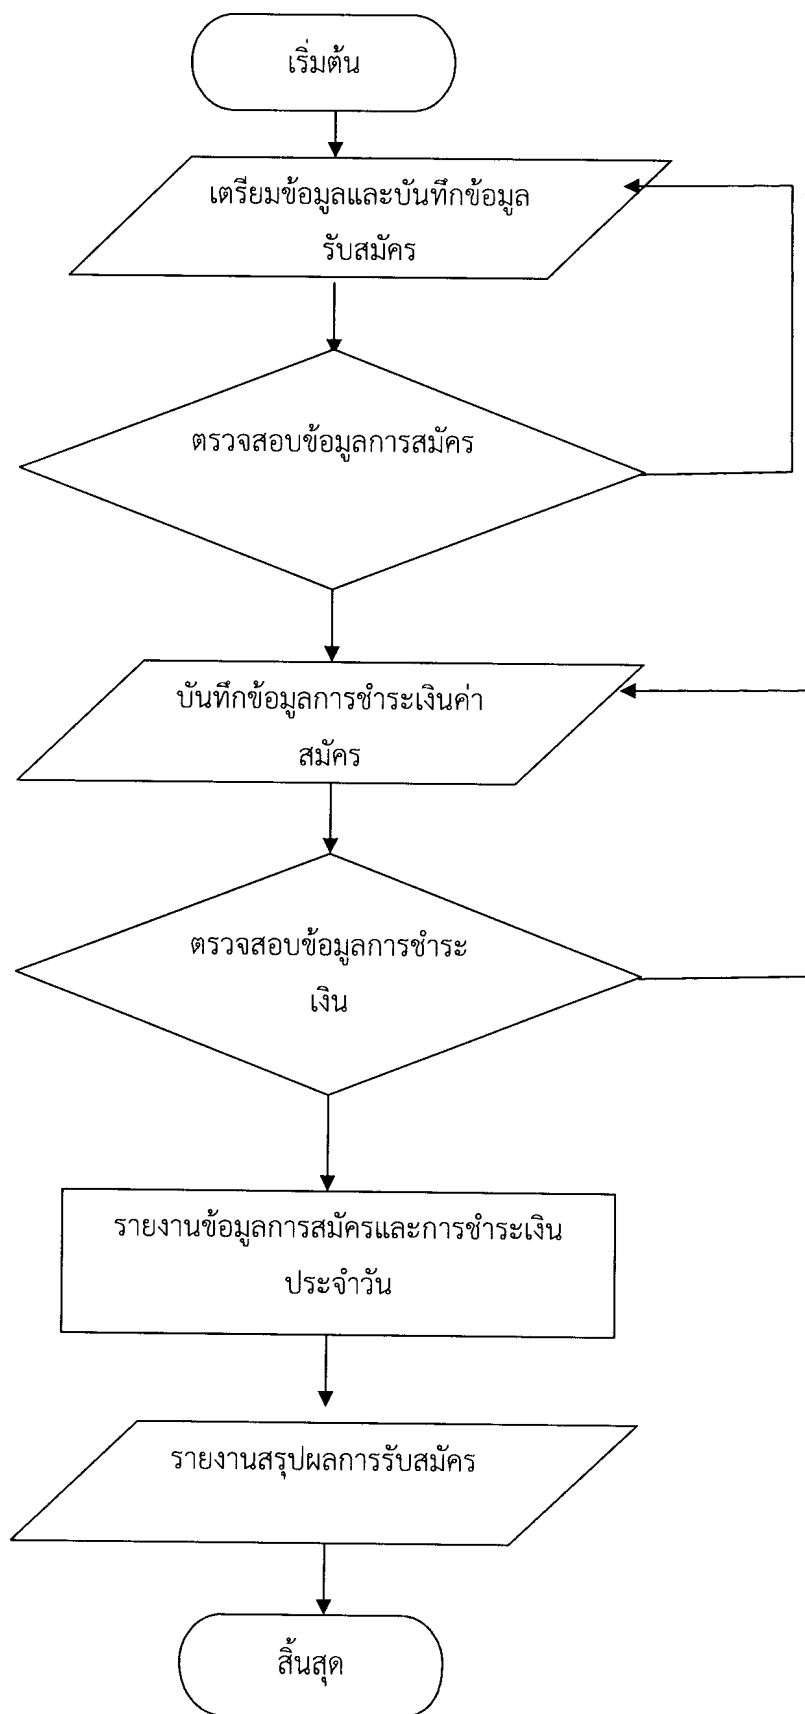 เริ่มต้น
เตรียมข้อมูลและบันทึกข้อมูล
รับสมัคร
ตรวจสอบข้อมูลการสมัคร
บันทึกข้อมูลการชำระเงินค่า
สมัคร
ตรวจสอบข้อมูลการชำระ
เงิน
รายงานข้อมูลการสมัครและการชำระเงิน
ประจำวัน
รายงานสรุปผลการรับสมัคร
สิ้นสุด